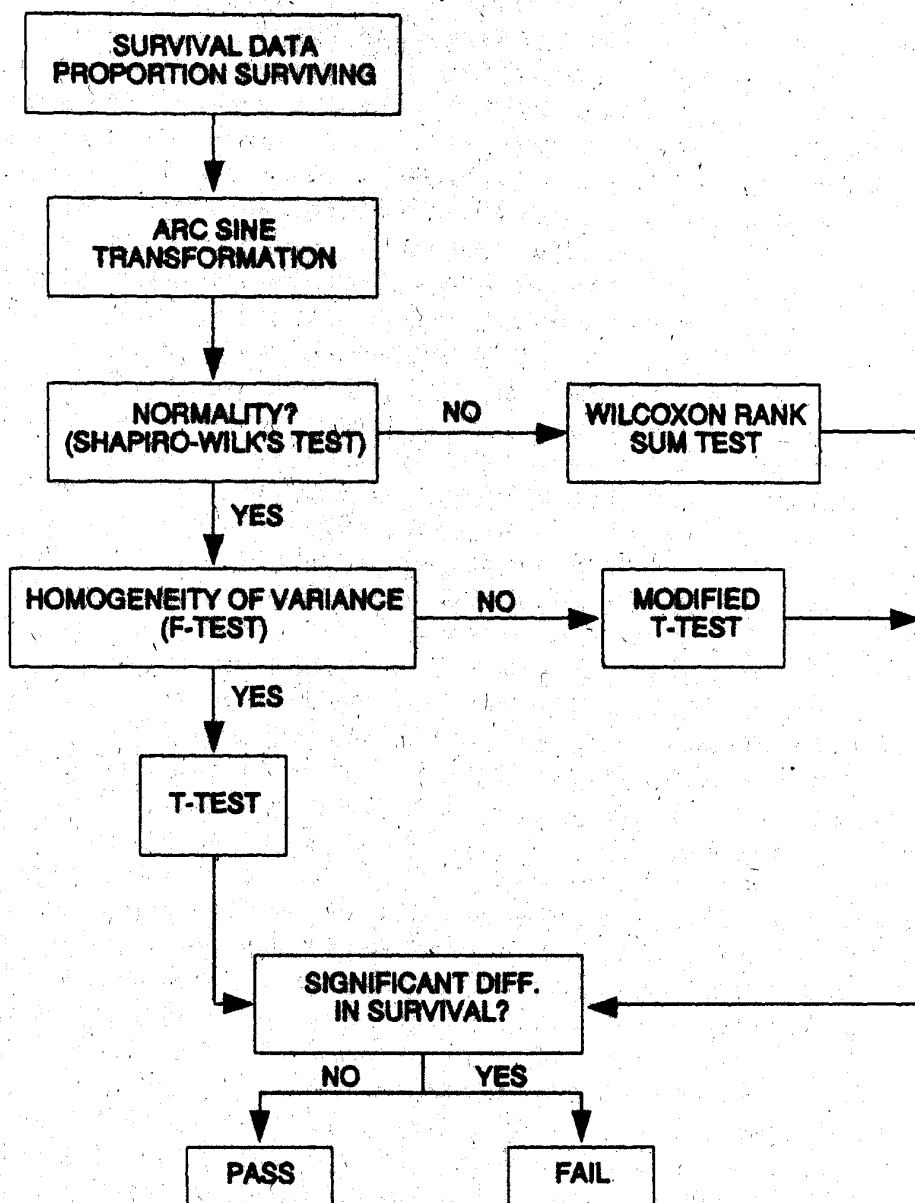 SURVIVAL DATA
PROPORTION SURVIVING
ARC SINE
TRANSFORMATION
NORMALITY?
(SHAPIRO-WILK'S TEST)
NO
WILCOXON RANK
SUM TEST
YES
HOMOGENEITY OF VARIANCE
(F-TEST)
NO
MODIFIED
T-TEST
YES
T-TEST
SIGNIFICANT DIFF.
IN SURVIVAL?
NO
YES
PASS
FAIL